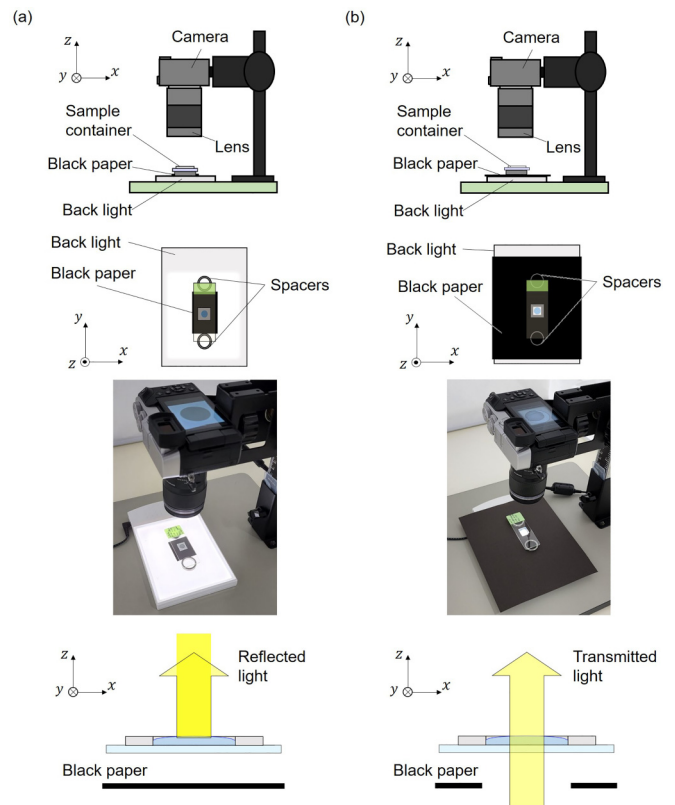 (a)
z
y
x
Camera
Sample
container
Black paper
Lens
Back light
Back light
Black paper
Spacers
y
z
x
z
y
x
Reflected
light
Black paper
(b)
z
y
x
Camera
Sample
container
Black paper
Lens
Back light
Back light
Black paper
Spacers
y
z
x
z
y
x
Transmitted
light
Black paper